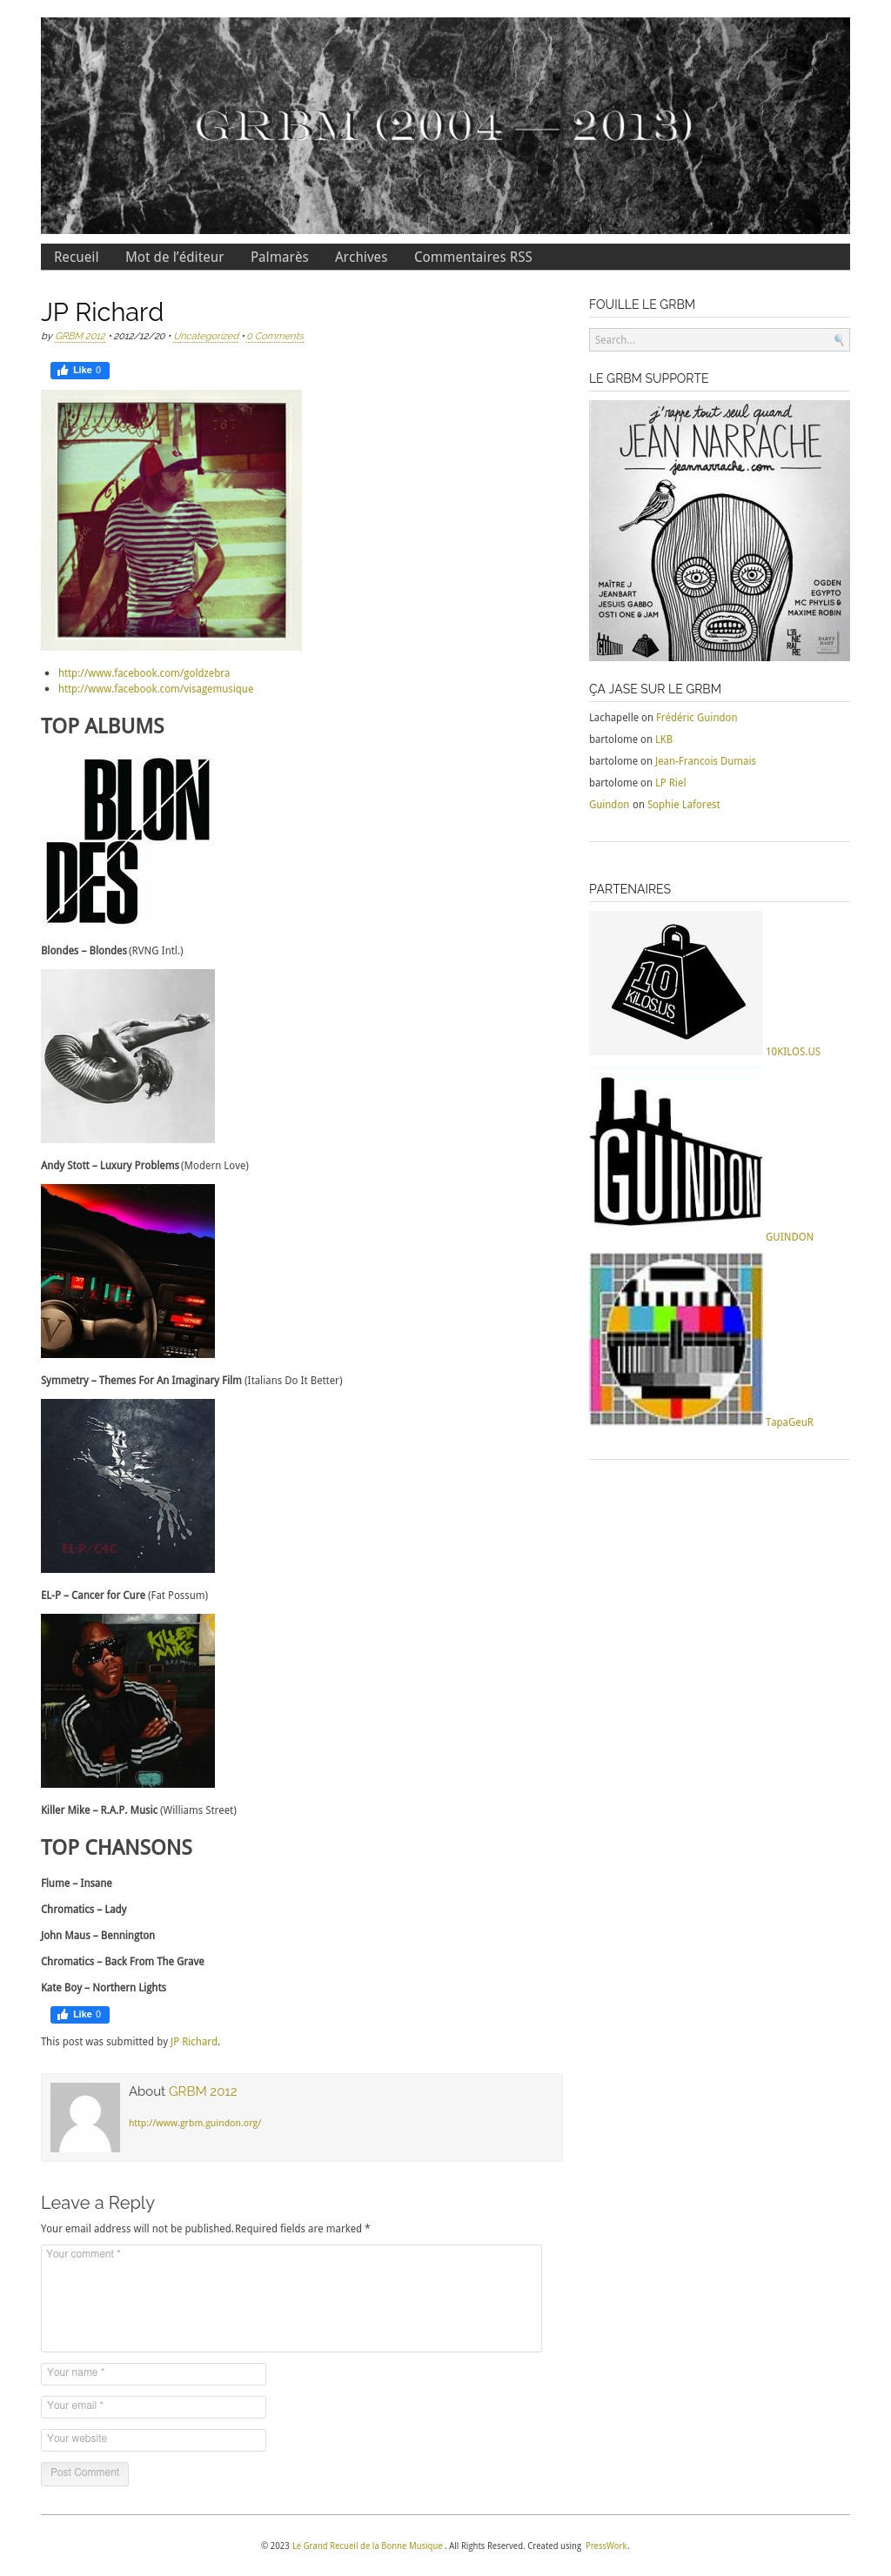 GRBM (2004 — 2013)
Recueil Mot de l'éditeur Palmarès Archives Commentaires RSS
JP Richard
by GRBM 2012 • 2012/12/20 • Uncategorized • 0 Comments
Like 0
787
http://www.facebook.com/goldzebra
http://www.facebook.com/visagemusique
TOP ALBUMS
BLON
DES
Blondes – Blondes (RVNG Intl.)
Andy Stott – Luxury Problems (Modern Love)
Symmetry – Themes For An Imaginary Film (Italians Do It Better)
EL-P/C4C
EL-P – Cancer for Cure (Fat Possum)
KILLER
MIKE
R.A.P. MUSIC
Killer Mike – R.A.P. Music (Williams Street)
TOP CHANSONS
Flume – Insane
Chromatics – Lady
John Maus – Bennington
Chromatics – Back From The Grave
Kate Boy – Northern Lights
Like 0
This post was submitted by JP Richard.
About GRBM 2012
http://www.grbm.guindon.org/
Leave a Reply
Your email address will not be published. Required fields are marked *
Your comment *
Your name *
Your email *
Your website
Post Comment
FOUILLE LE GRBM
Search...
LE GRBM SUPPORTE
j'rappe tout seul quand
JEAN NARRACHE
jeannarrache.com
MAÎTRE J
JEANBART
JESUIS GABBO
OSTI ONE & JAM
OGDEN
EGYPTO
MC PHYLIS &
MAXIME ROBIN
ÇA JASE SUR LE GRBM
Lachapelle on Frédéric Guindon
bartolome on LKB
bartolome on Jean-Francois Dumais
bartolome on LP Riel
Guindon on Sophie Laforest
PARTENAIRES
10
KILOS.US
10KILOS.US
GUINDON
GUINDON
TapaGeuR
© 2023 Le Grand Recueil de la Bonne Musique . All Rights Reserved. Created using PressWork.